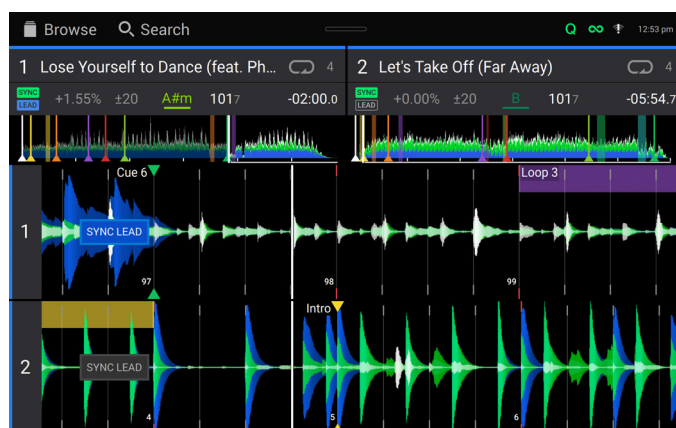 Browse Search Q 12:53 pm
1 Lose Yourself to Dance (feat. Ph... 4
2 Let's Take Off (Far Away) 4
SYNC
LEAD
+1.55% ±20 A#m 1017 -02:00.0
SYNC
LEAD
+0.00% ±20 B 1017 -05:54.7
Cue 6
Loop 3
1
SYNC LEAD
97 98 99
Intro
2
SYNC LEAD
4 5 6